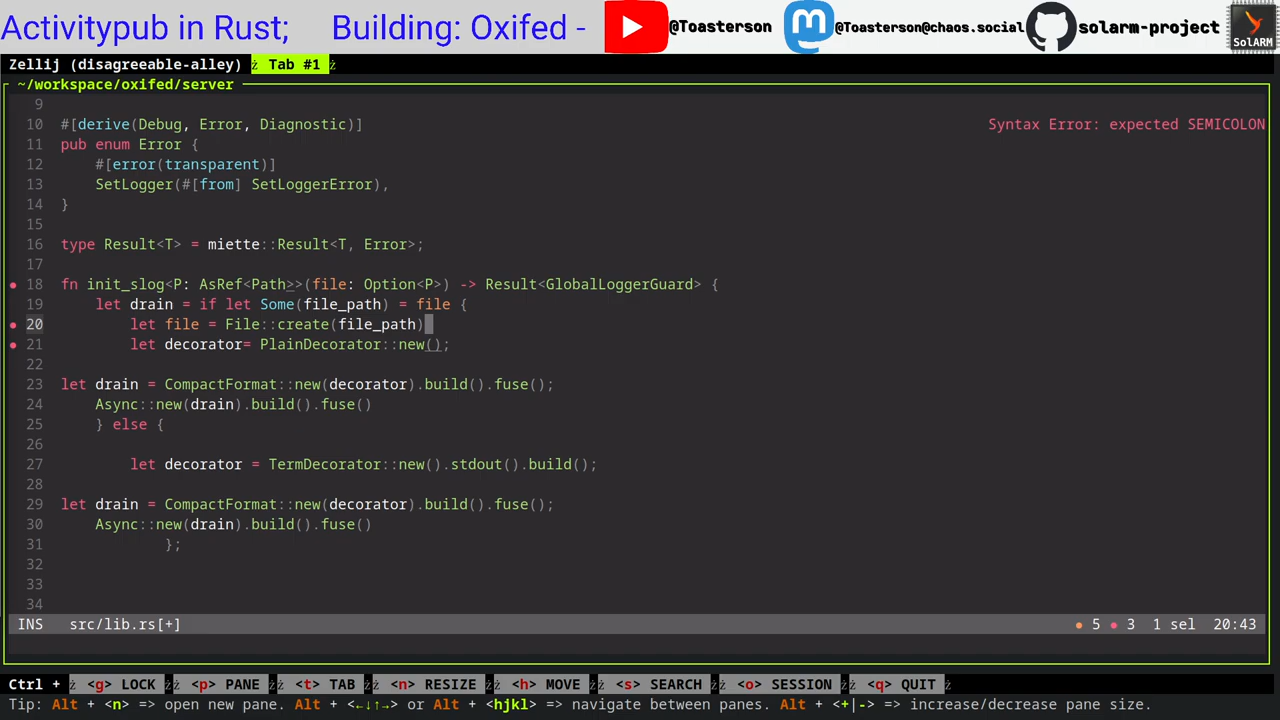 Activitypub in Rust;     Building: Oxifed -  @Toasterson @Toasterson@chaos.social solarm-project SolARM
Zellij (disagreeable-alley)  Tab #1
~/workspace/oxifed/server
9
10 #[derive(Debug, Error, Diagnostic)] Syntax Error: expected SEMICOLON
11 pub enum Error {
12     #[error(transparent)]
13     SetLogger(#[from] SetLoggerError),
14 }
15
16 type Result<T> = miette::Result<T, Error>;
17
18 fn init_slog<P: AsRef<Path>>(file: Option<P>) -> Result<GlobalLoggerGuard> {
19     let drain = if let Some(file_path) = file {
20         let file = File::create(file_path)
21         let decorator= PlainDecorator::new();
22
23 let drain = CompactFormat::new(decorator).build().fuse();
24     Async::new(drain).build().fuse()
25     } else {
26
27         let decorator = TermDecorator::new().stdout().build();
28
29 let drain = CompactFormat::new(decorator).build().fuse();
30     Async::new(drain).build().fuse()
31             };
32
33
34
INS   src/lib.rs[+] 5 3 1 sel 20:43
Ctrl + <g> LOCK <p> PANE <t> TAB <n> RESIZE <h> MOVE <s> SEARCH <o> SESSION <q> QUIT
Tip: Alt + <n> => open new pane. Alt + <←↓↑→> or Alt + <hjkl> => navigate between panes. Alt + <+|-> => increase/decrease pane size.